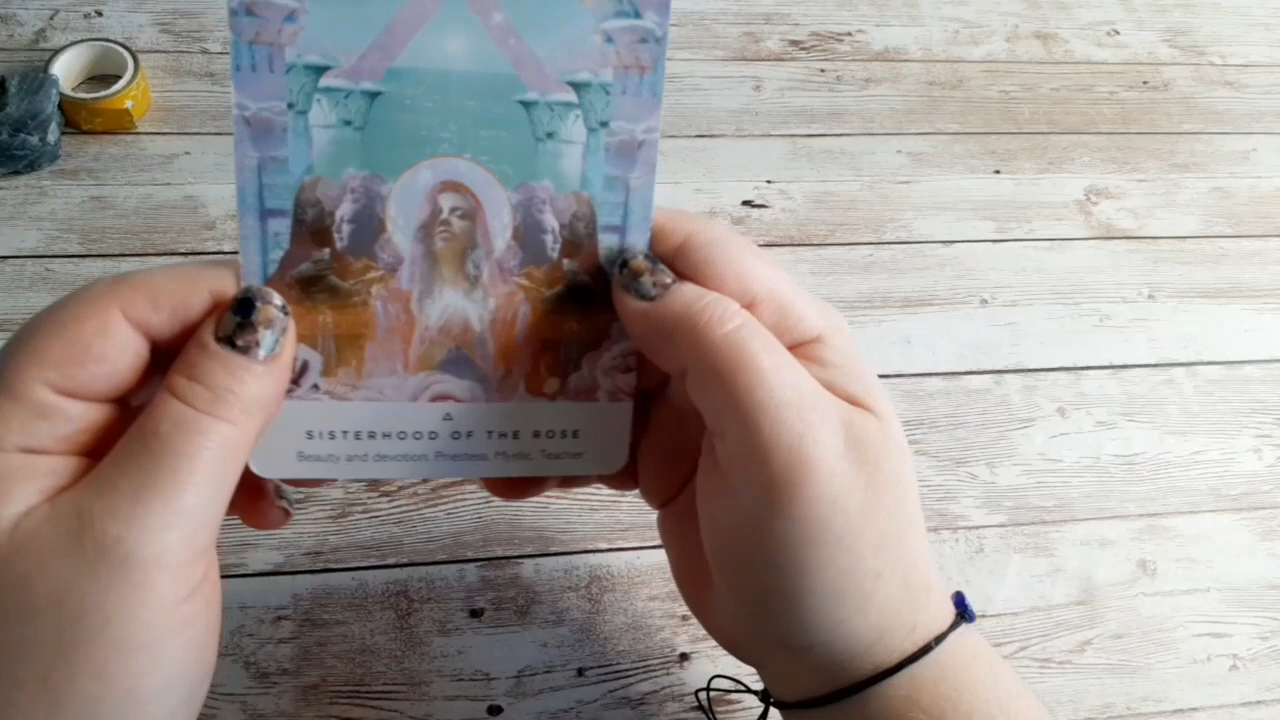 SISTERHOOD OF THE ROSE
Beauty and devotion. Priestess. Mystic. Teacher.